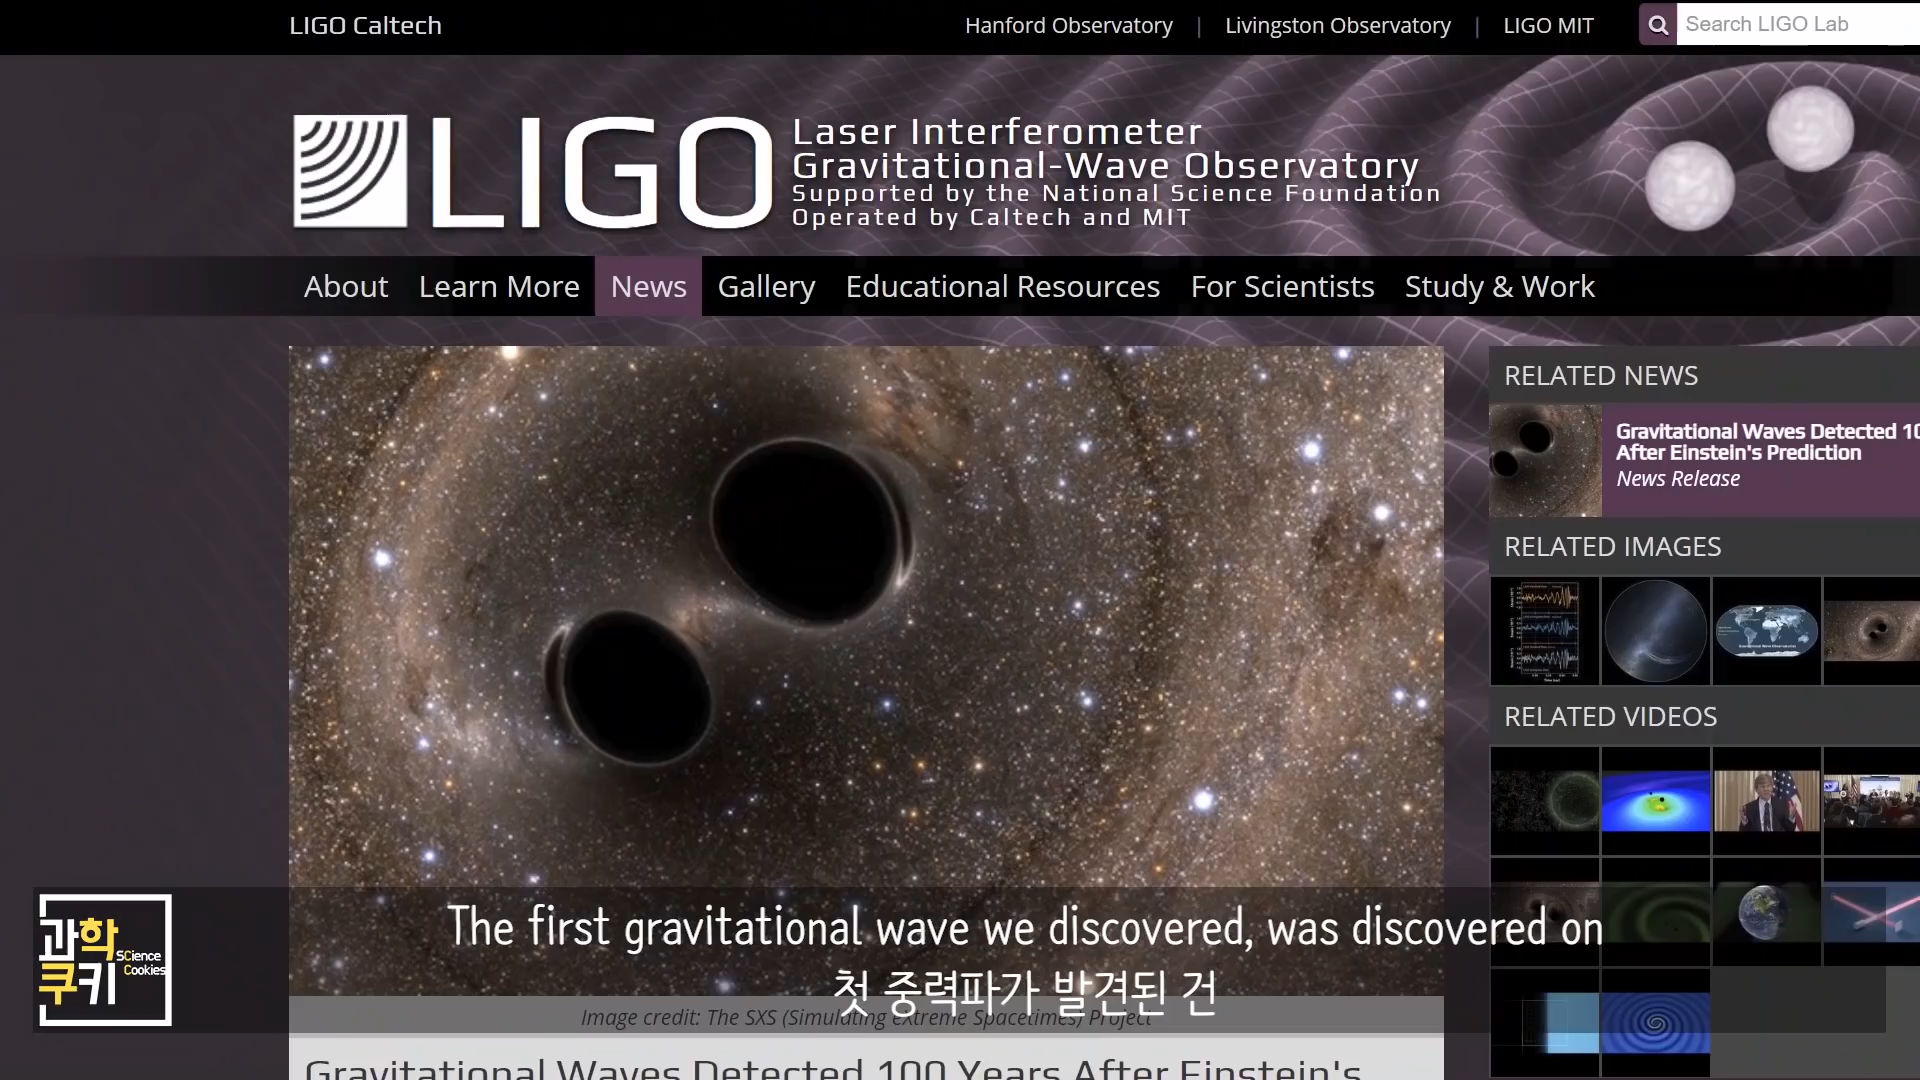 LIGO Caltech
Hanford Observatory | Livingston Observatory | LIGO MIT
Search LIGO Lab
LIGO
Laser Interferometer
Gravitational-Wave Observatory
Supported by the National Science Foundation
Operated by Caltech and MIT
About Learn More News Gallery Educational Resources For Scientists Study & Work
RELATED NEWS
Gravitational Waves Detected 10
After Einstein's Prediction
News Release
RELATED IMAGES
RELATED VIDEOS
과학
쿠키
SCience
Cookies
The first gravitational wave we discovered, was discovered on
첫 중력파가 발견된 건
Image credit: The SXS (Simulating eXtreme Spacetimes) Project
Gravitational Waves Detected 100 Years After Einstein's